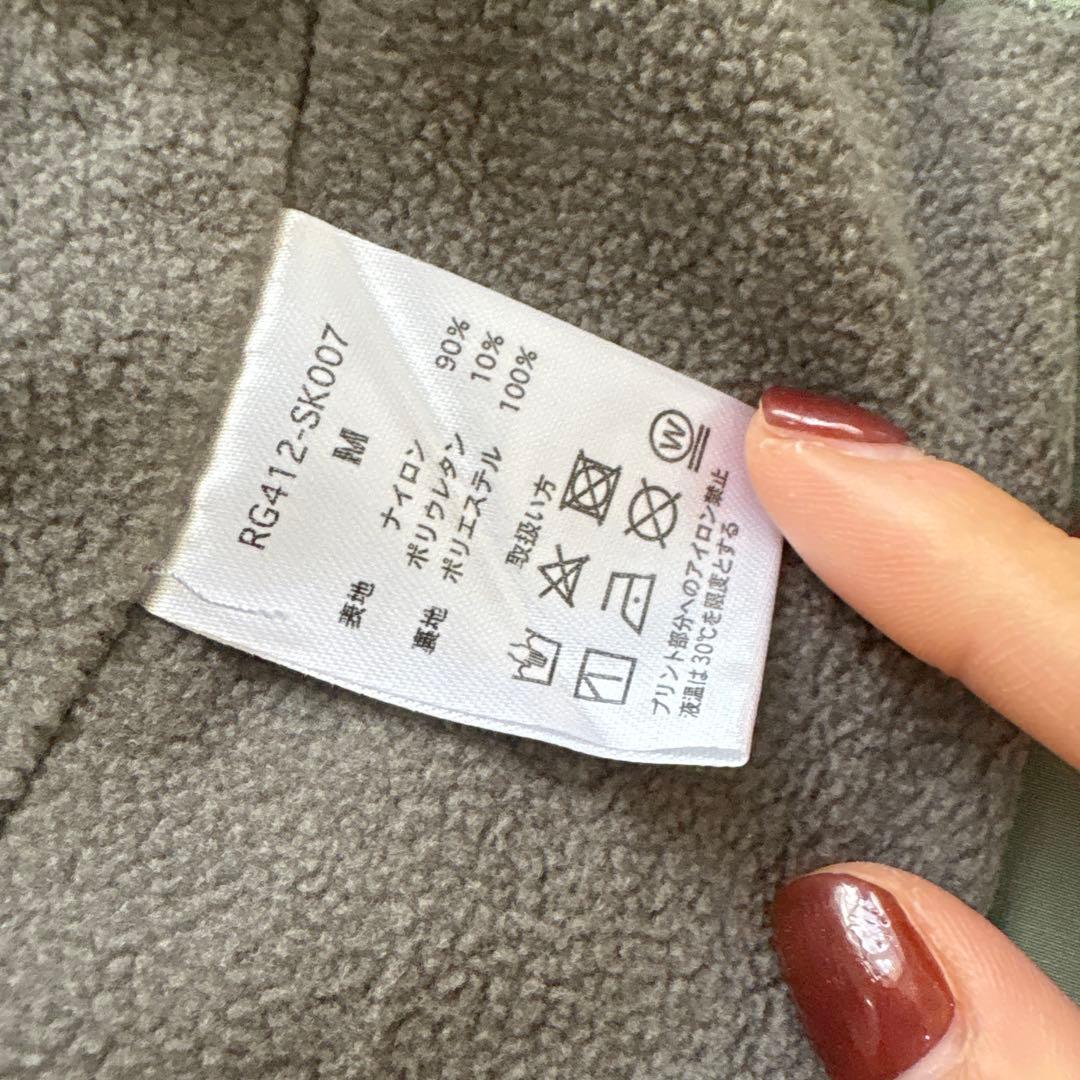 RG412-SK007
M
表地 ナイロン 90%
ポリウレタン 10%
裏地 ポリエステル 100%
取扱い方
W
プリント部分へのアイロン禁止
液温は30℃を限度とする